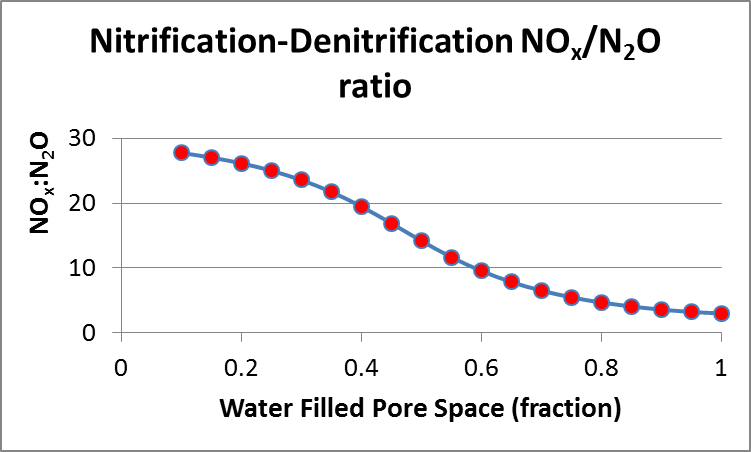 Nitrification-Denitrification NOₓ/N₂O
ratio
NOₓ:N₂O
30
20
10
0
0 0.2 0.4 0.6 0.8 1
Water Filled Pore Space (fraction)